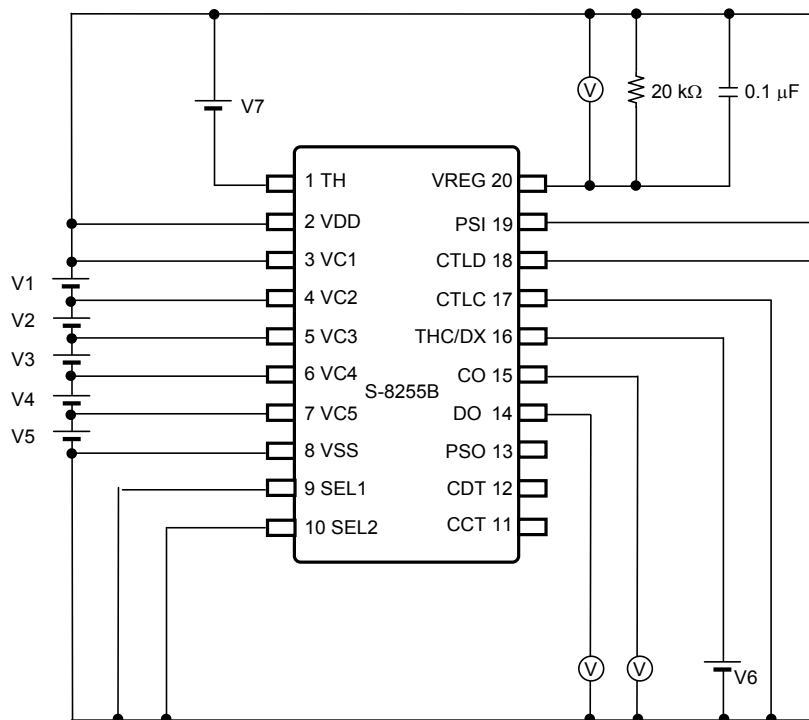 V7
V
20 kΩ
0.1 µF
1 TH
VREG 20
2 VDD
PSI 19
3 VC1
CTLD 18
V1
4 VC2
CTLC 17
V2
5 VC3
THC/DX 16
V3
6 VC4
CO 15
S-8255B
V4
7 VC5
DO 14
V5
8 VSS
PSO 13
9 SEL1
CDT 12
10 SEL2
CCT 11
V
V
V6